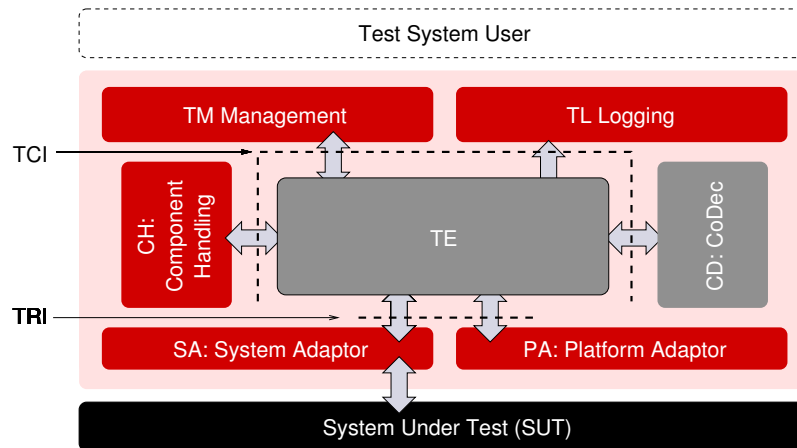 Test System User
TM Management
TL Logging
TCI
CH:
Component
Handling
TE
CD: CoDec
TRI
SA: System Adaptor
PA: Platform Adaptor
System Under Test (SUT)